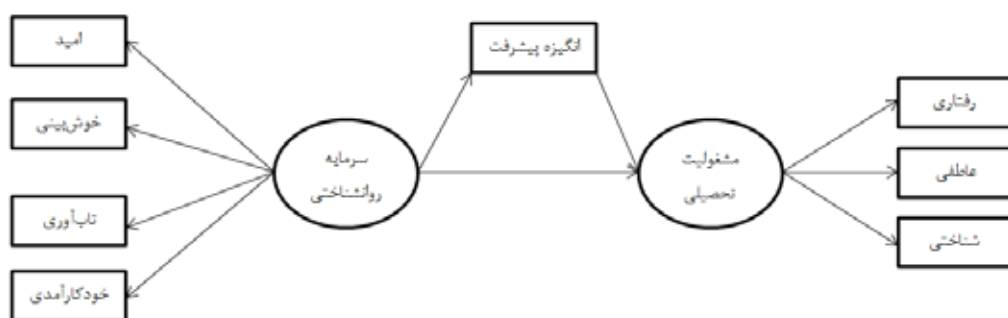 امید
خوش‌بینی
تاب‌آوری
خودکارآمدی
سرمایه
روانشناختی
انگیزه پیشرفت
مشغولیت
تحصیلی
رفتاری
عاطفی
شناختی